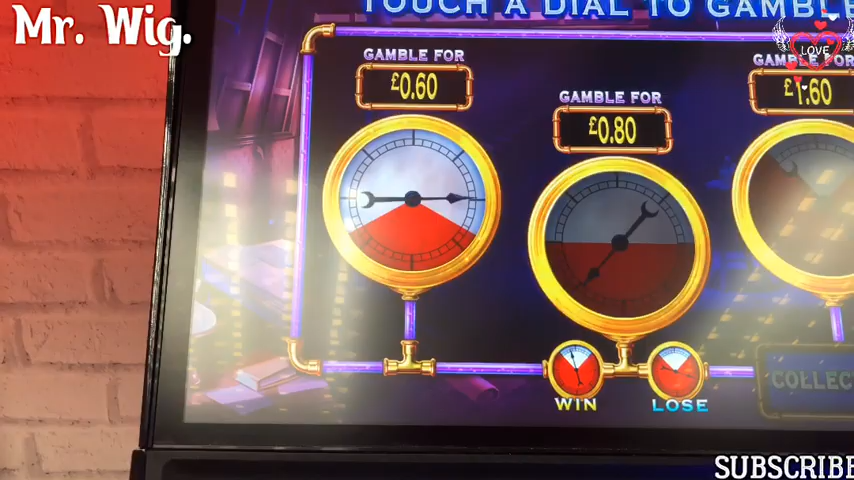 Mr. Wig.
TOUCH A DIAL TO GAMBLE
LOVE
GAMBLE FOR
£0.60
GAMBLE FOR
£0.80
GAMBLE FOR
£1.60
WIN
LOSE
COLLEC
SUBSCRIBE